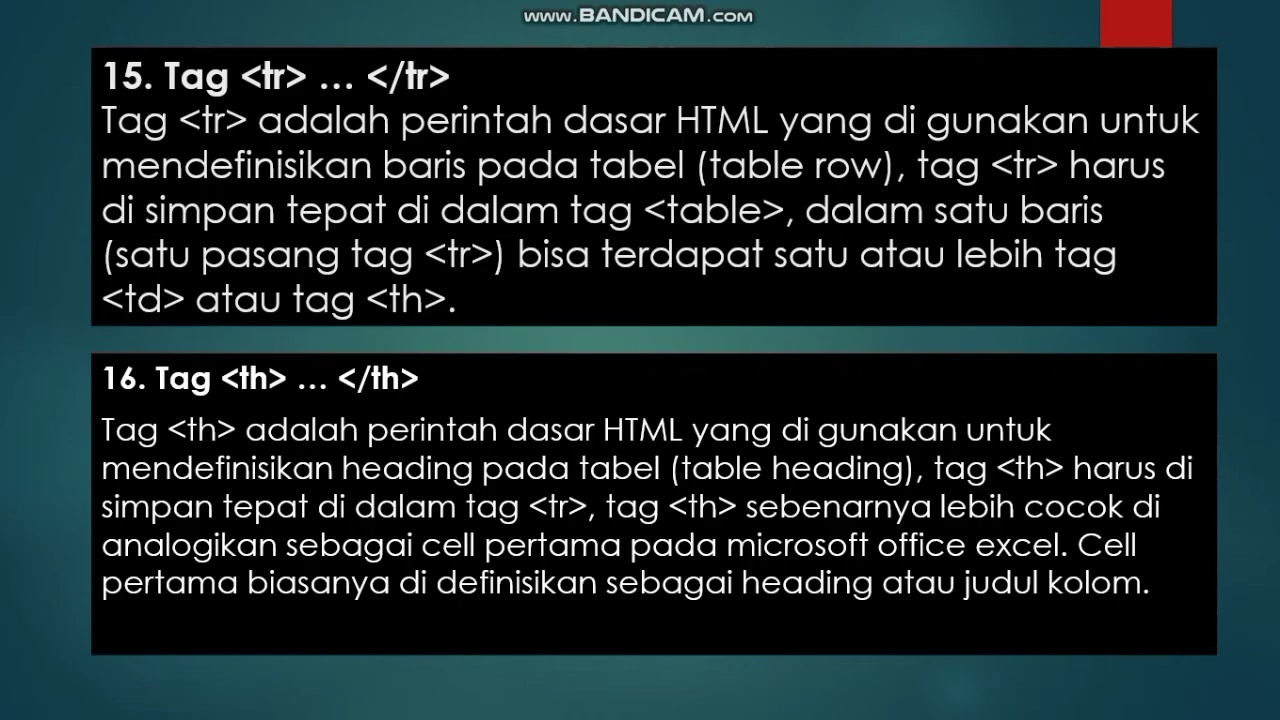 www.BANDICAM.com
15. Tag <tr> ... </tr>
Tag <tr> adalah perintah dasar HTML yang di gunakan untuk
mendefinisikan baris pada tabel (table row), tag <tr> harus
di simpan tepat di dalam tag <table>, dalam satu baris
(satu pasang tag <tr>) bisa terdapat satu atau lebih tag
<td> atau tag <th>.
16. Tag <th> ... </th>
Tag <th> adalah perintah dasar HTML yang di gunakan untuk
mendefinisikan heading pada tabel (table heading), tag <th> harus di
simpan tepat di dalam tag <tr>, tag <th> sebenarnya lebih cocok di
analogikan sebagai cell pertama pada microsoft office excel. Cell
pertama biasanya di definisikan sebagai heading atau judul kolom.